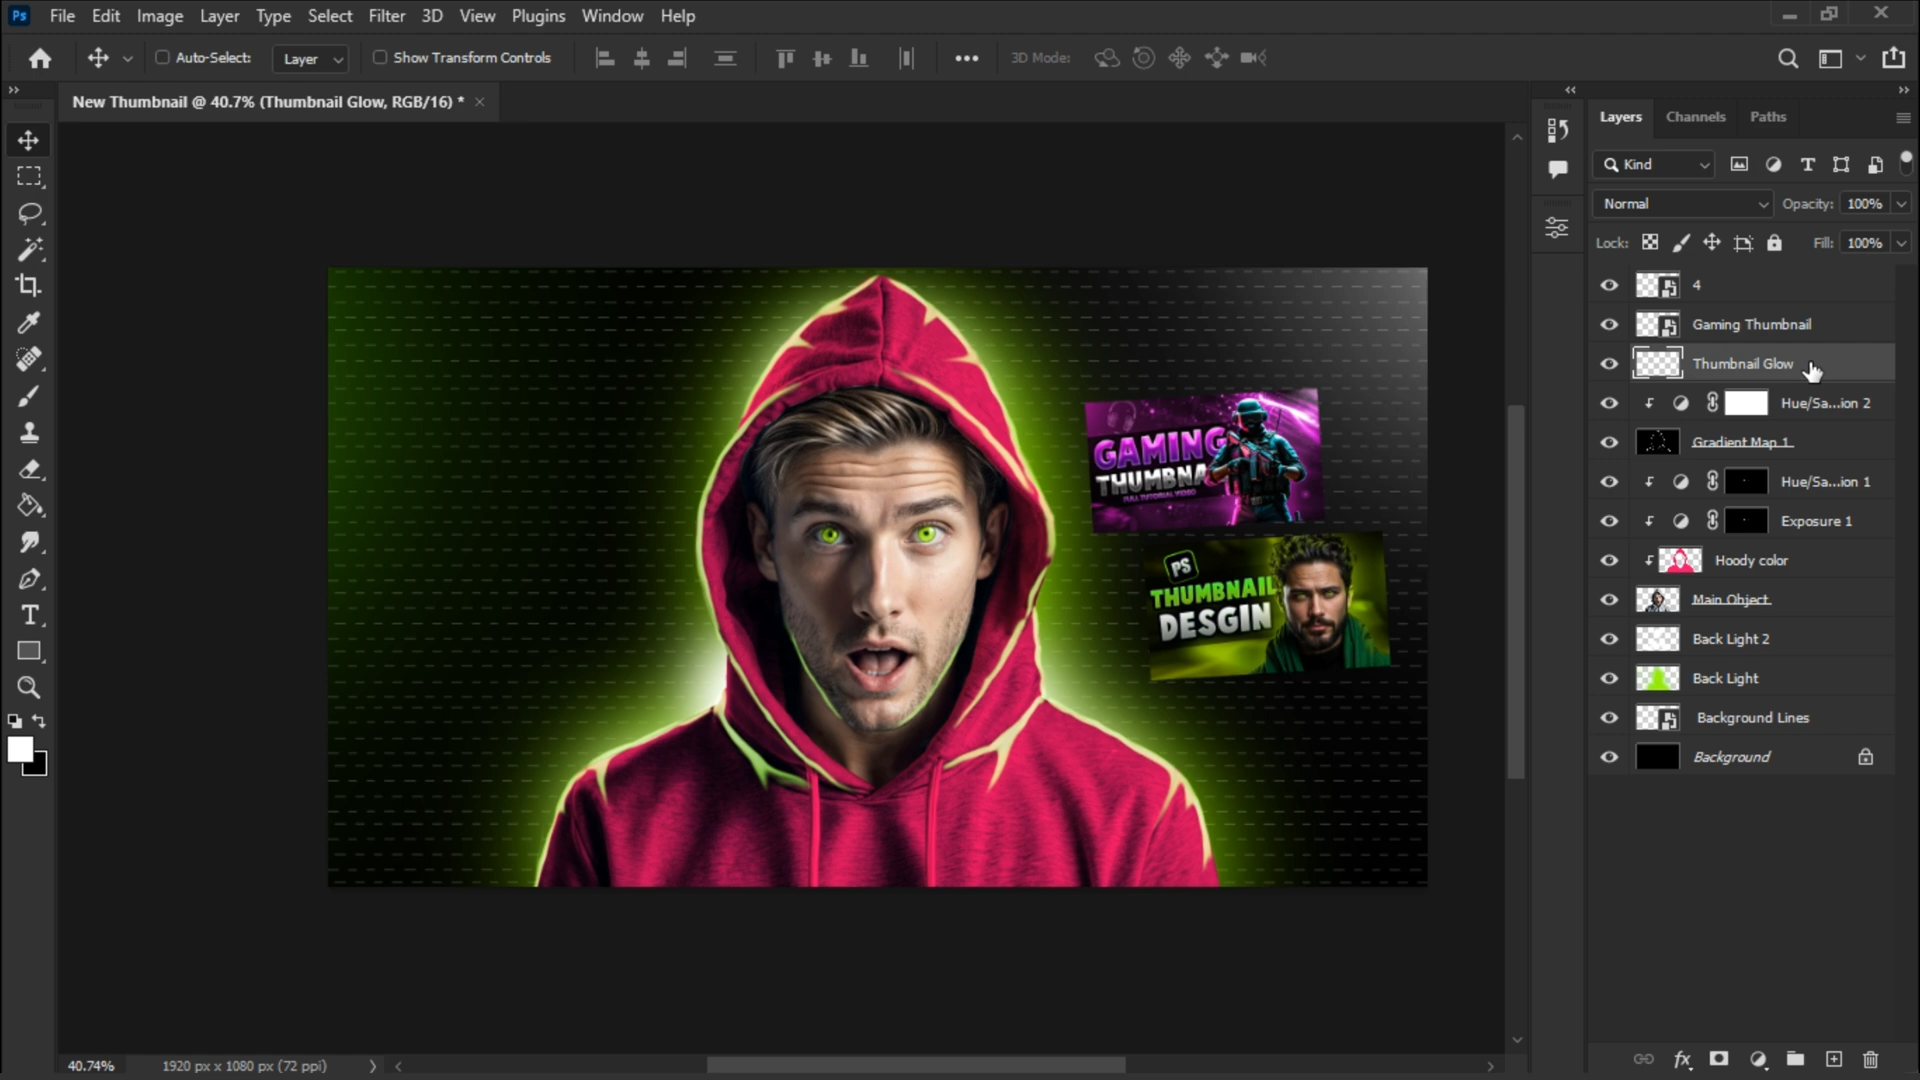 Ps File Edit Image Layer Type Select Filter 3D View Plugins Window Help
Auto-Select: Layer Show Transform Controls 3D Mode:
New Thumbnail @ 40.7% (Thumbnail Glow, RGB/16) *
Layers Channels Paths
Kind
Normal Opacity: 100%
Lock: Fill: 100%
4
Gaming Thumbnail
Thumbnail Glow
Hue/Sa...ion 2
Gradient Map 1
Hue/Sa...ion 1
Exposure 1
Hoody color
Main Object
Back Light 2
Back Light
Background Lines
Background
GAMING
THUMBNA
FULL TUTORIAL VIDEO
PS
THUMBNAIL
DESGIN
40.74% 1920 px x 1080 px (72 ppi)